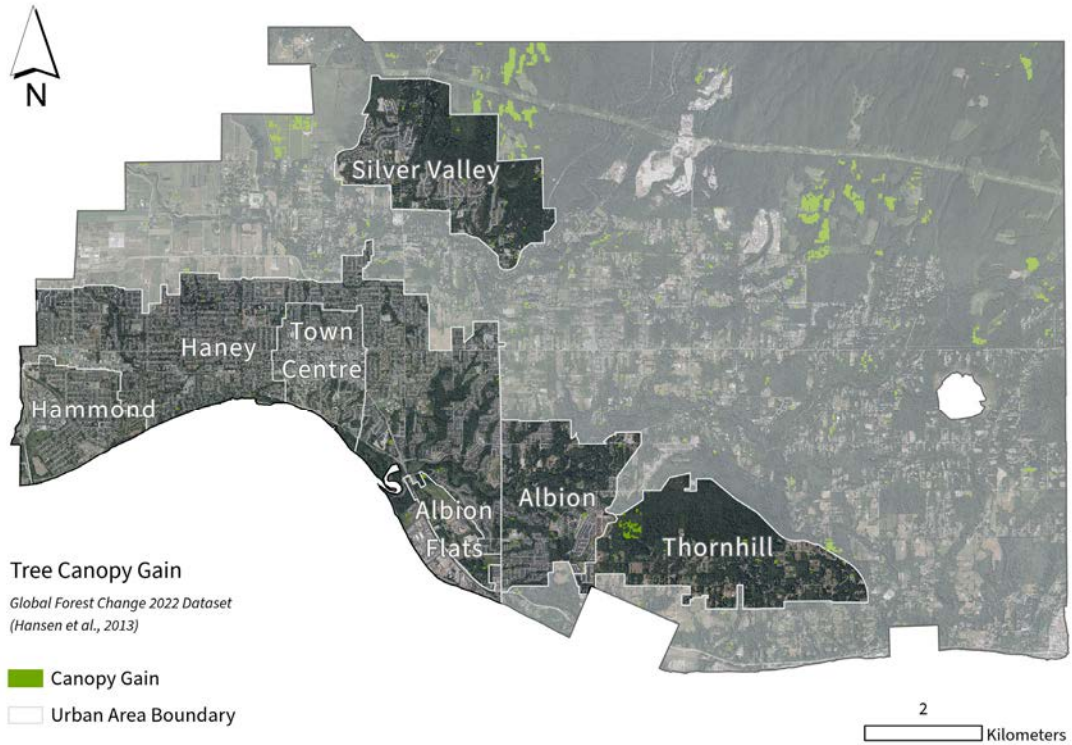 N
Silver Valley
Town
Centre
Haney
Hammond
Albion
Flats
Albion
Thornhill
Tree Canopy Gain
Global Forest Change 2022 Dataset
(Hansen et al., 2013)
Canopy Gain
Urban Area Boundary
2
Kilometers